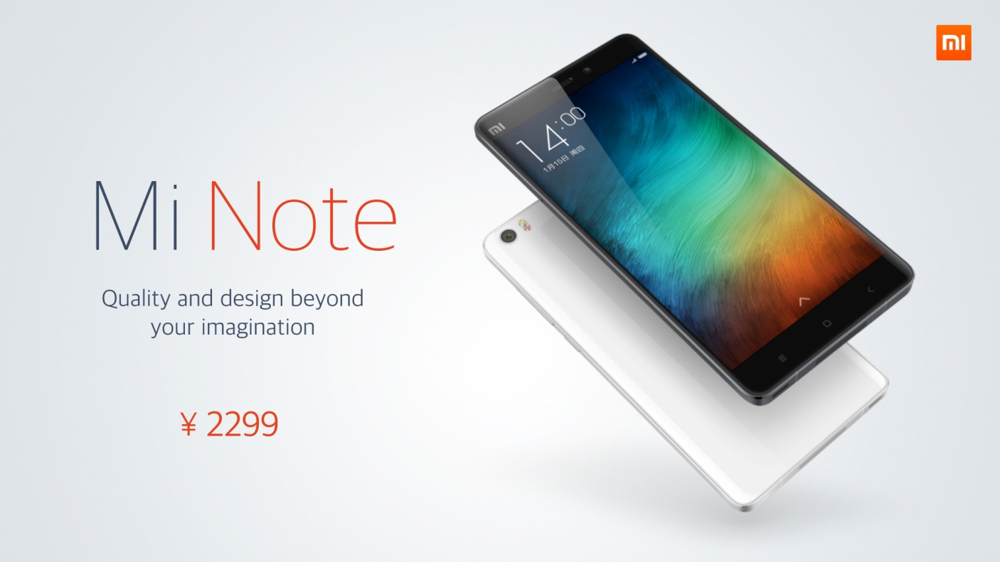 mi
mi
14:00
1月15日 周四
Mi Note
Quality and design beyond
your imagination
¥ 2299